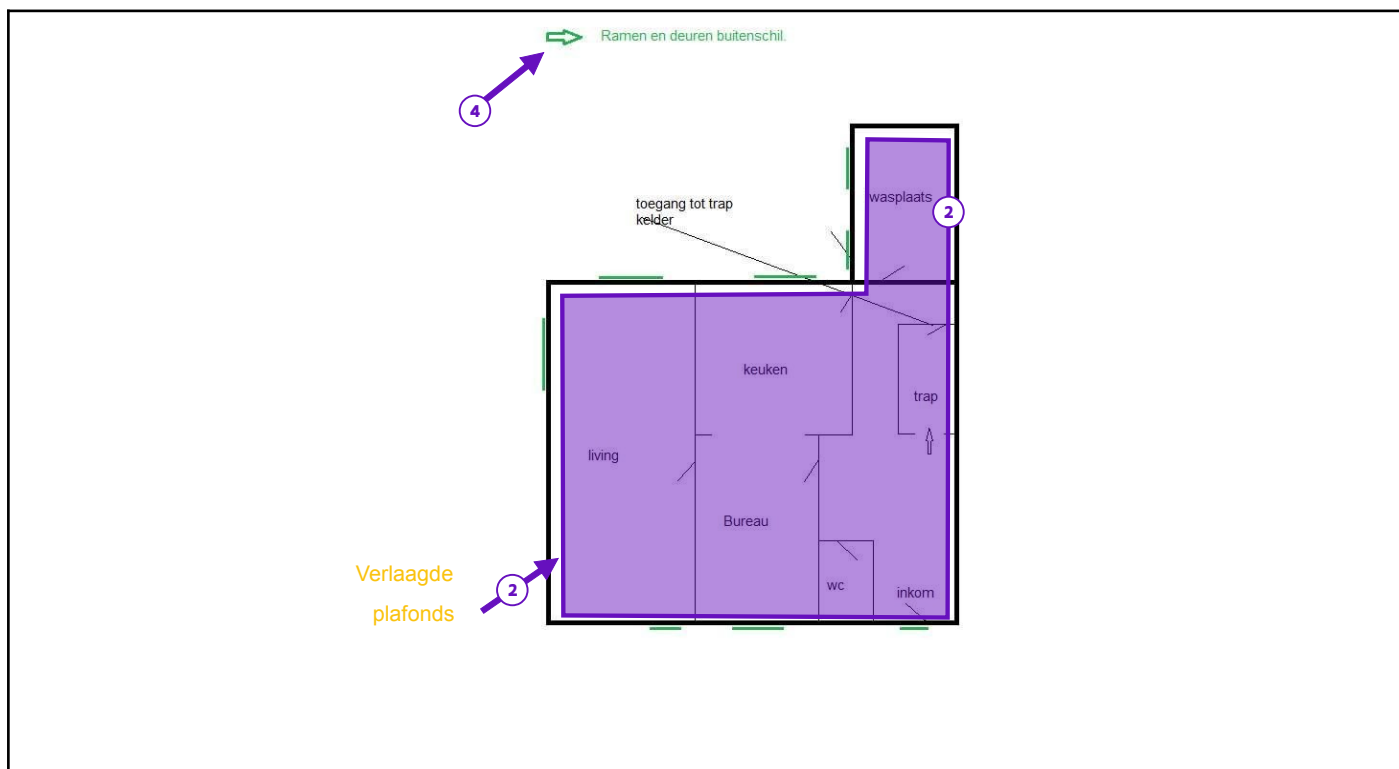 Ramen en deuren buitenschil.
4
wasplaats
2
toegang tot trap
kelder
keuken
trap
living
Bureau
Verlaagde
2
plafonds
wc
inkom